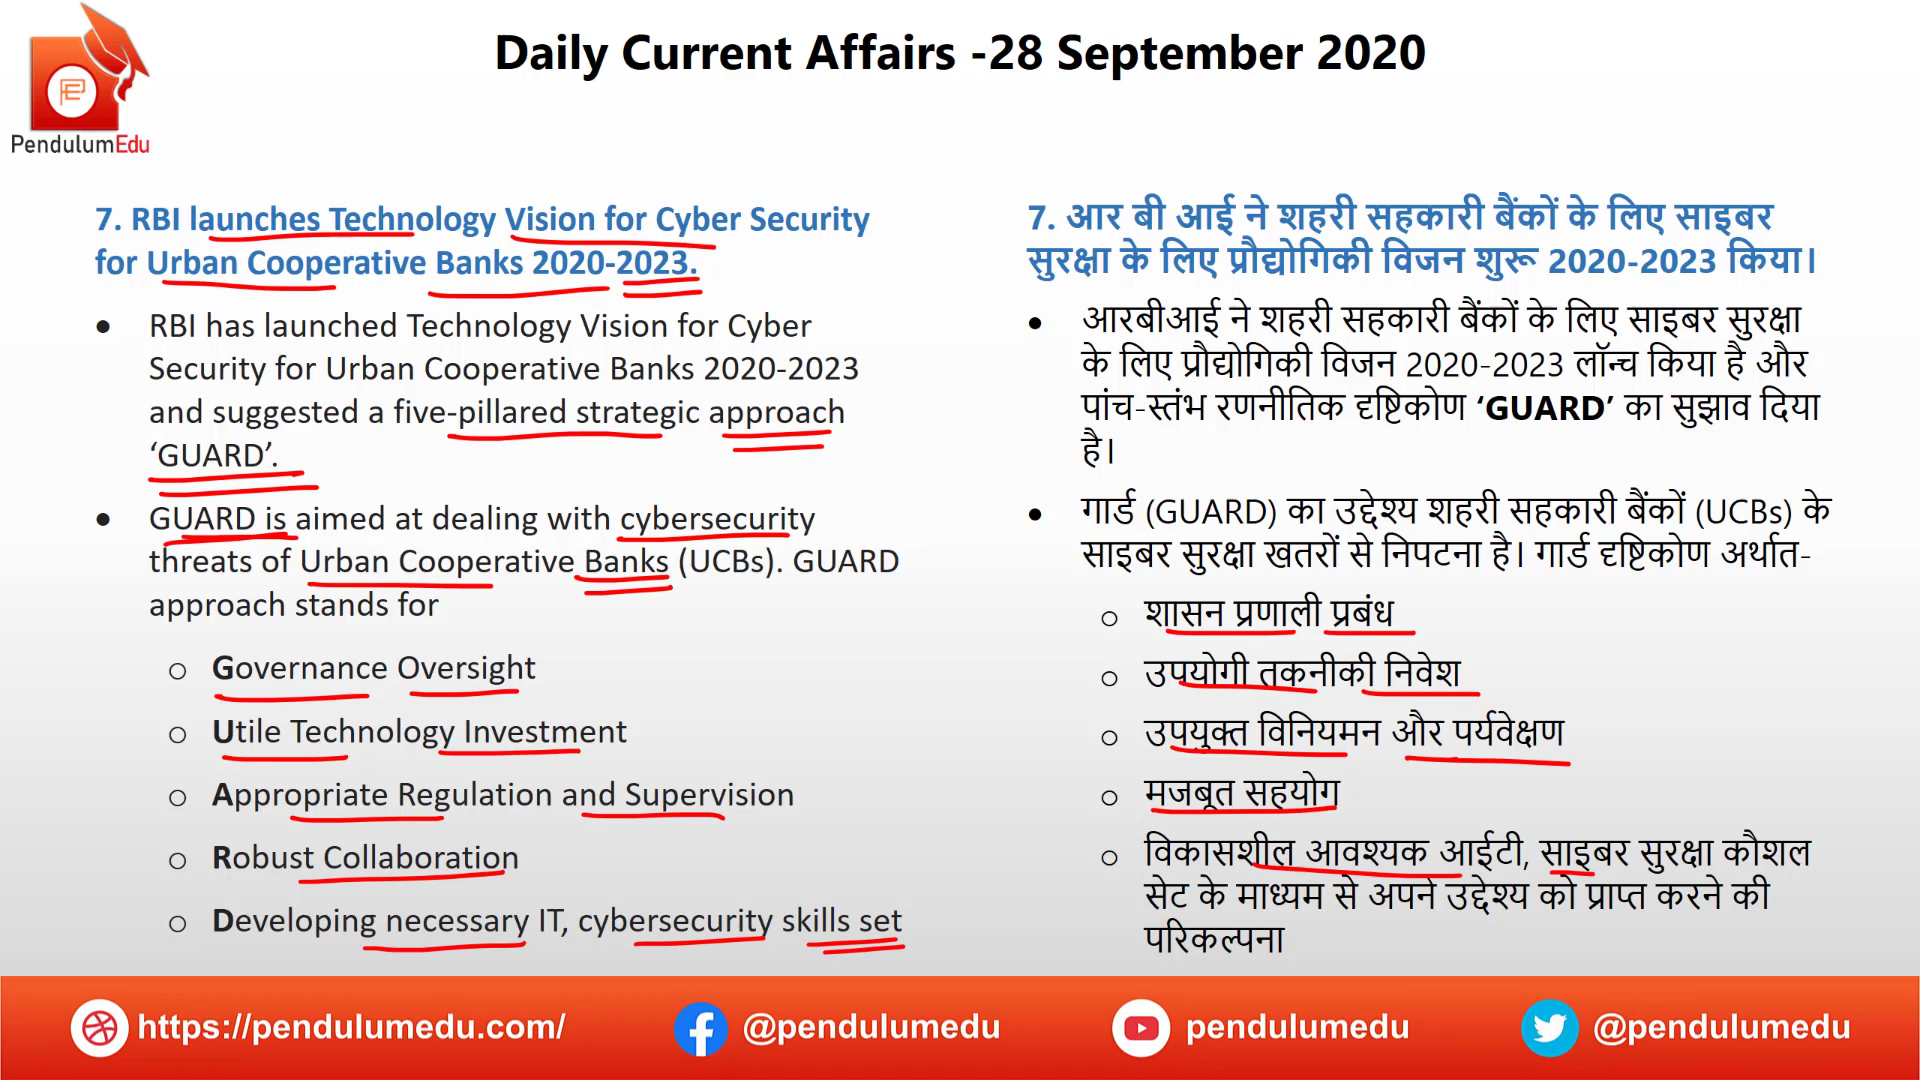 Daily Current Affairs -28 September 2020
PendulumEdu
7. RBI launches Technology Vision for Cyber Security
for Urban Cooperative Banks 2020-2023.
• RBI has launched Technology Vision for Cyber
Security for Urban Cooperative Banks 2020-2023
and suggested a five-pillared strategic approach
‘GUARD’.
• GUARD is aimed at dealing with cybersecurity
threats of Urban Cooperative Banks (UCBs). GUARD
approach stands for
o Governance Oversight
o Utile Technology Investment
o Appropriate Regulation and Supervision
o Robust Collaboration
o Developing necessary IT, cybersecurity skills set
7. आर बी आई ने शहरी सहकारी बैंकों के लिए साइबर
सुरक्षा के लिए प्रौद्योगिकी विजन शुरू 2020-2023 किया।
• आरबीआई ने शहरी सहकारी बैंकों के लिए साइबर सुरक्षा
के लिए प्रौद्योगिकी विजन 2020-2023 लॉन्च किया है और
पांच-स्तंभ रणनीतिक दृष्टिकोण ‘GUARD’ का सुझाव दिया
है।
• गार्ड (GUARD) का उद्देश्य शहरी सहकारी बैंकों (UCBs) के
साइबर सुरक्षा खतरों से निपटना है। गार्ड दृष्टिकोण अर्थात-
o शासन प्रणाली प्रबंध
o उपयोगी तकनीकी निवेश
o उपयुक्त विनियमन और पर्यवेक्षण
o मजबूत सहयोग
o विकासशील आवश्यक आईटी, साइबर सुरक्षा कौशल
सेट के माध्यम से अपने उद्देश्य को प्राप्त करने की
परिकल्पना
https://pendulumedu.com/
@pendulumedu
pendulumedu
@pendulumedu